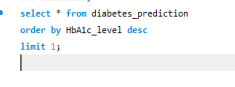 select * from diabetes_prediction
order by HbA1c_level desc
limit 1;